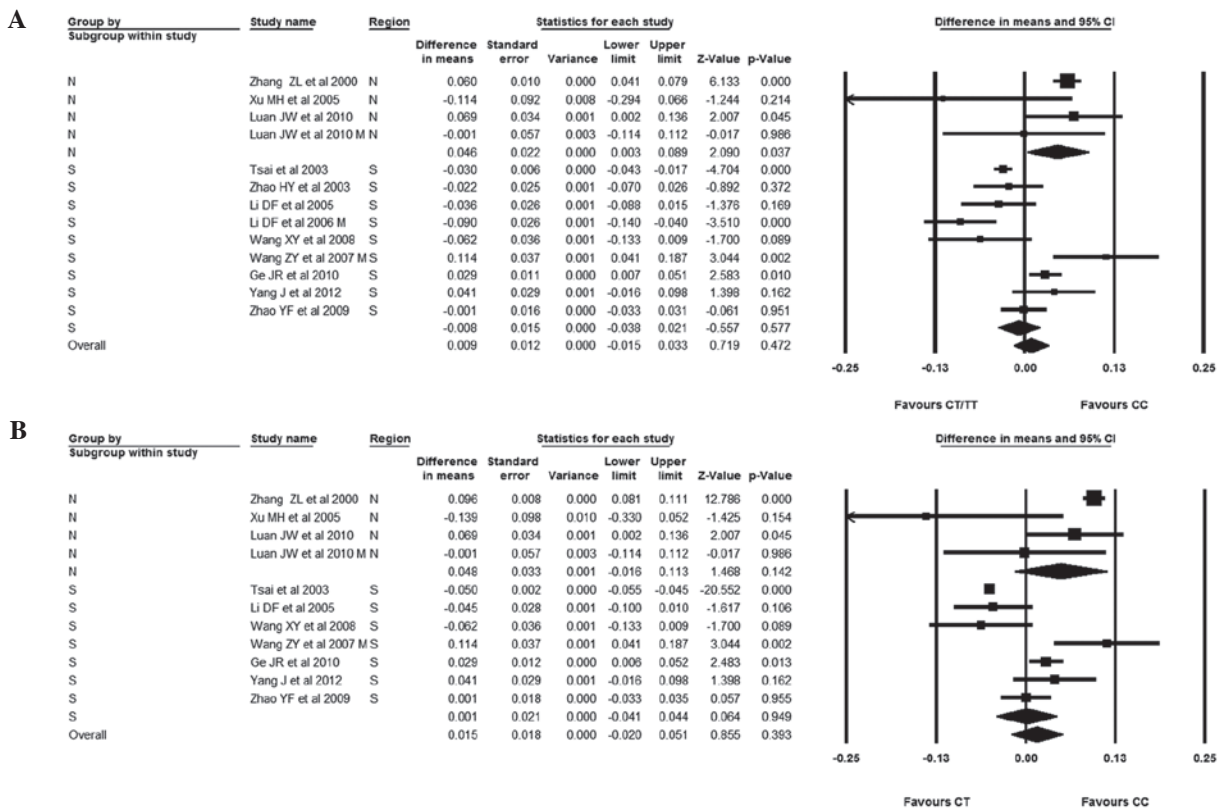 A
Group by Study name Region Statistics for each study Difference in means and 95% CI
Subgroup within study
Difference Standard Lower Upper
in means error Variance limit limit Z-Value p-Value
N Zhang ZL et al 2000 N 0.060 0.010 0.000 0.041 0.079 6.133 0.000
N Xu MH et al 2005 N -0.114 0.092 0.008 -0.294 0.066 -1.244 0.214
N Luan JW et al 2010 N 0.069 0.034 0.001 0.002 0.136 2.007 0.045
N Luan JW et al 2010 M N -0.001 0.057 0.003 -0.114 0.112 -0.017 0.986
N 0.046 0.022 0.000 0.003 0.089 2.090 0.037
S Tsai et al 2003 S -0.030 0.006 0.000 -0.043 -0.017 -4.704 0.000
S Zhao HY et al 2003 S -0.022 0.025 0.001 -0.070 0.026 -0.892 0.372
S Li DF et al 2005 S -0.036 0.026 0.001 -0.088 0.015 -1.376 0.169
S Li DF et al 2006 M S -0.090 0.026 0.001 -0.140 -0.040 -3.510 0.000
S Wang XY et al 2008 S -0.062 0.036 0.001 -0.133 0.009 -1.700 0.089
S Wang ZY et al 2007 M S 0.114 0.037 0.001 0.041 0.187 3.044 0.002
S Ge JR et al 2010 S 0.029 0.011 0.000 0.007 0.051 2.583 0.010
S Yang J et al 2012 S 0.041 0.029 0.001 -0.016 0.098 1.398 0.162
S Zhao YF et al 2009 S -0.001 0.016 0.000 -0.033 0.031 -0.061 0.951
S -0.008 0.015 0.000 -0.038 0.021 -0.557 0.577
Overall 0.009 0.012 0.000 -0.015 0.033 0.719 0.472
-0.25 -0.13 0.00 0.13 0.25
Favours CT/TT Favours CC
B
Group by Study name Region Statistics for each study Difference in means and 95% CI
Subgroup within study
Difference Standard Lower Upper
in means error Variance limit limit Z-Value p-Value
N Zhang ZL et al 2000 N 0.096 0.008 0.000 0.081 0.111 12.786 0.000
N Xu MH et al 2005 N -0.139 0.098 0.010 -0.330 0.052 -1.425 0.154
N Luan JW et al 2010 N 0.069 0.034 0.001 0.002 0.136 2.007 0.045
N Luan JW et al 2010 M N -0.001 0.057 0.003 -0.114 0.112 -0.017 0.986
N 0.048 0.033 0.001 -0.016 0.113 1.468 0.142
S Tsai et al 2003 S -0.050 0.002 0.000 -0.055 -0.045 -20.552 0.000
S Li DF et al 2005 S -0.045 0.028 0.001 -0.100 0.010 -1.617 0.106
S Wang XY et al 2008 S -0.062 0.036 0.001 -0.133 0.009 -1.700 0.089
S Wang ZY et al 2007 M S 0.114 0.037 0.001 0.041 0.187 3.044 0.002
S Ge JR et al 2010 S 0.029 0.012 0.000 0.006 0.052 2.483 0.013
S Yang J et al 2012 S 0.041 0.029 0.001 -0.016 0.098 1.398 0.162
S Zhao YF et al 2009 S 0.001 0.018 0.000 -0.033 0.035 0.057 0.955
S 0.001 0.021 0.000 -0.041 0.044 0.064 0.949
Overall 0.015 0.018 0.000 -0.020 0.051 0.855 0.393
-0.25 -0.13 0.00 0.13 0.25
Favours CT Favours CC